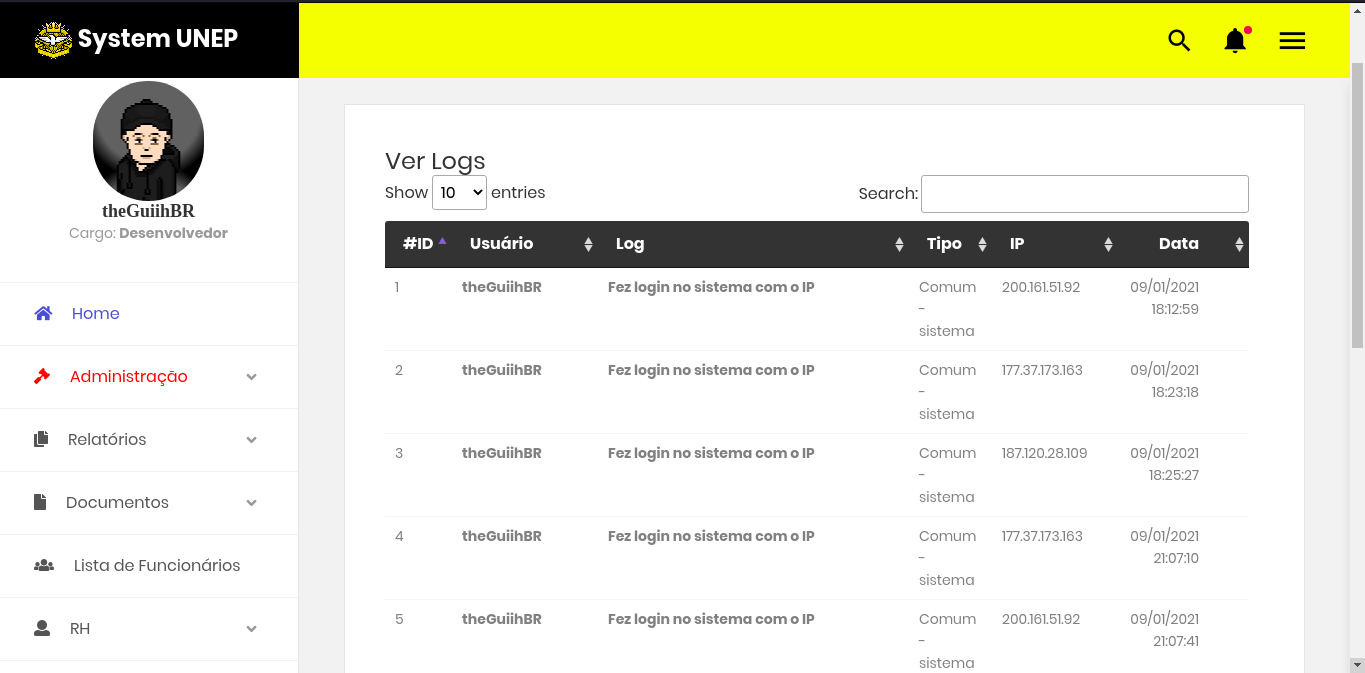 System UNEP
theGuiihBR
Cargo: Desenvolvedor
Home
Administração
Relatórios
Documentos
Lista de Funcionários
RH
Ver Logs
Show 10 entries
Search:
#ID Usuário Log Tipo IP Data
1 theGuiihBR Fez login no sistema com o IP Comum 200.161.51.92 09/01/2021
- 18:12:59
sistema
2 theGuiihBR Fez login no sistema com o IP Comum 177.37.173.163 09/01/2021
- 18:23:18
sistema
3 theGuiihBR Fez login no sistema com o IP Comum 187.120.28.109 09/01/2021
- 18:25:27
sistema
4 theGuiihBR Fez login no sistema com o IP Comum 177.37.173.163 09/01/2021
- 21:07:10
sistema
5 theGuiihBR Fez login no sistema com o IP Comum 200.161.51.92 09/01/2021
- 21:07:41
sistema